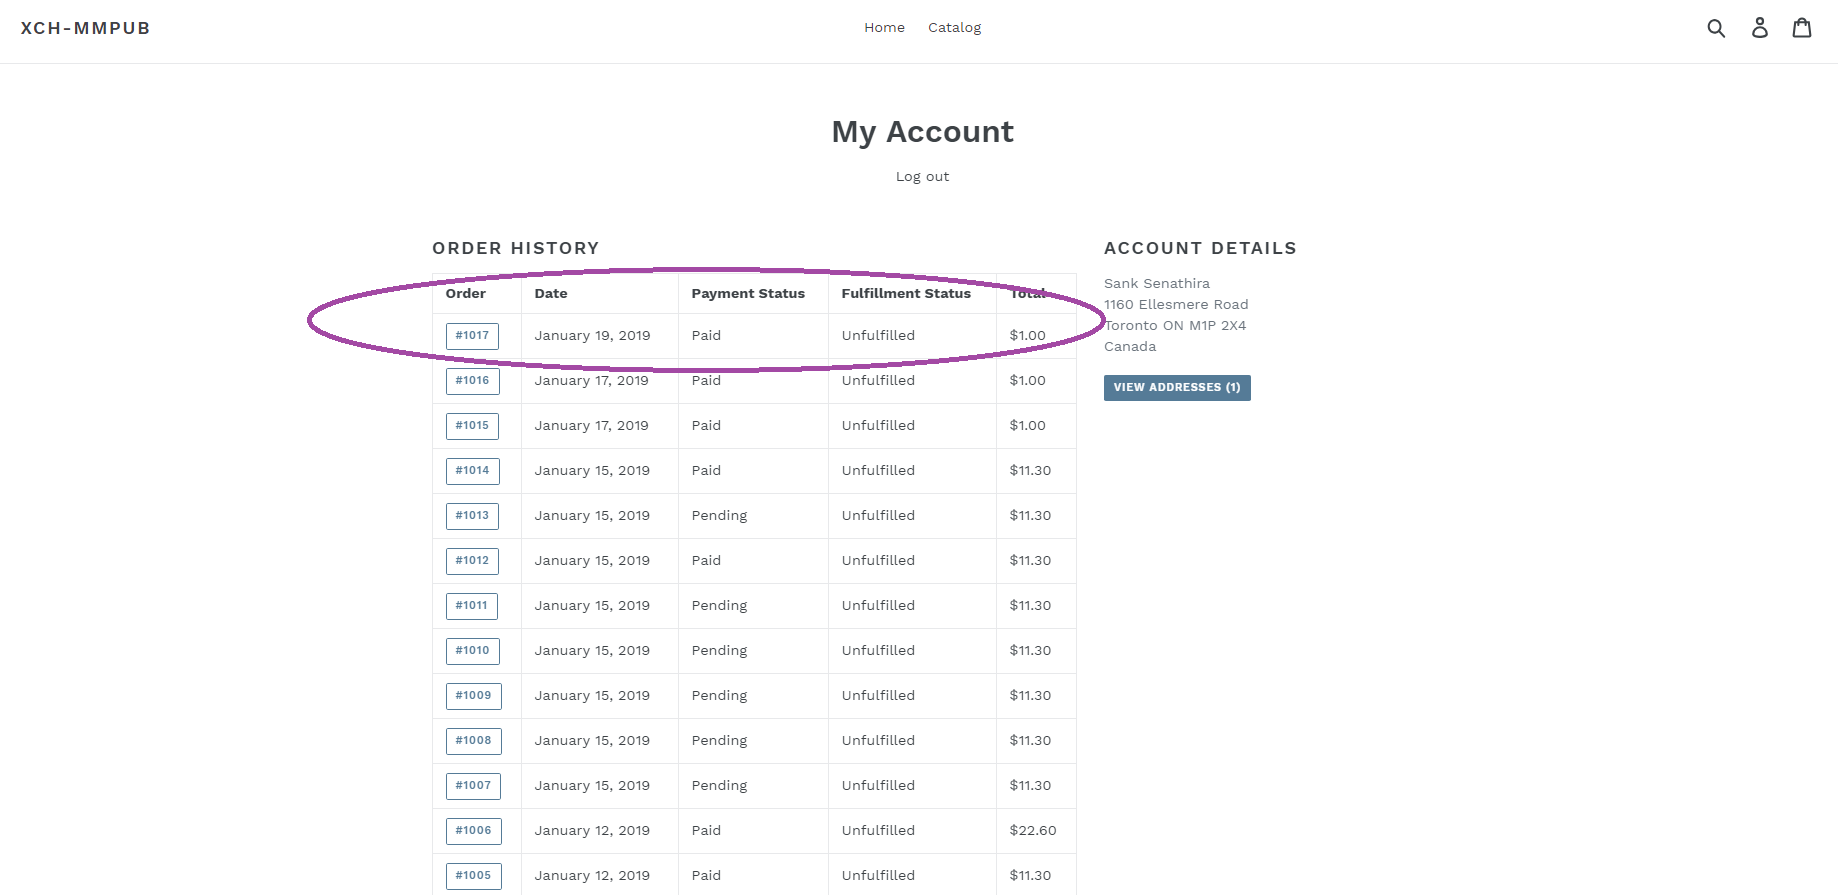 XCH-MMPUB
Home Catalog
My Account
Log out
ORDER HISTORY
Order Date Payment Status Fulfillment Status Total
#1017 January 19, 2019 Paid Unfulfilled $1.00
#1016 January 17, 2019 Paid Unfulfilled $1.00
#1015 January 17, 2019 Paid Unfulfilled $1.00
#1014 January 15, 2019 Paid Unfulfilled $11.30
#1013 January 15, 2019 Pending Unfulfilled $11.30
#1012 January 15, 2019 Paid Unfulfilled $11.30
#1011 January 15, 2019 Pending Unfulfilled $11.30
#1010 January 15, 2019 Pending Unfulfilled $11.30
#1009 January 15, 2019 Pending Unfulfilled $11.30
#1008 January 15, 2019 Pending Unfulfilled $11.30
#1007 January 15, 2019 Pending Unfulfilled $11.30
#1006 January 12, 2019 Paid Unfulfilled $22.60
#1005 January 12, 2019 Paid Unfulfilled $11.30
ACCOUNT DETAILS
Sank Senathira
1160 Ellesmere Road
Toronto ON M1P 2X4
Canada
VIEW ADDRESSES (1)